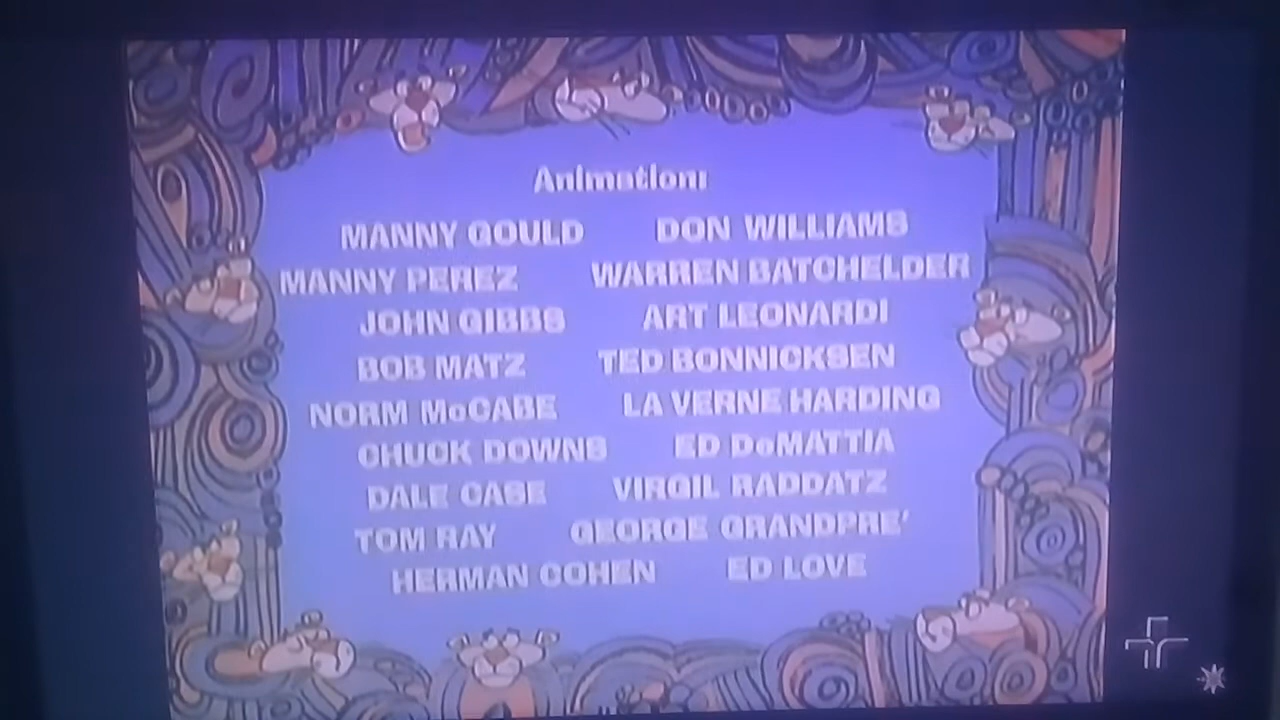 Animation:
MANNY GOULD DON WILLIAMS
MANNY PEREZ WARREN BATCHELDER
JOHN GIBBS ART LEONARDI
BOB MATZ TED BONNICKSEN
NORM McCABE LA VERNE HARDING
CHUCK DOWNS ED DeMATTIA
DALE CASE VIRGIL RADDATZ
TOM RAY GEORGE GRANDPRE'
HERMAN COHEN ED LOVE